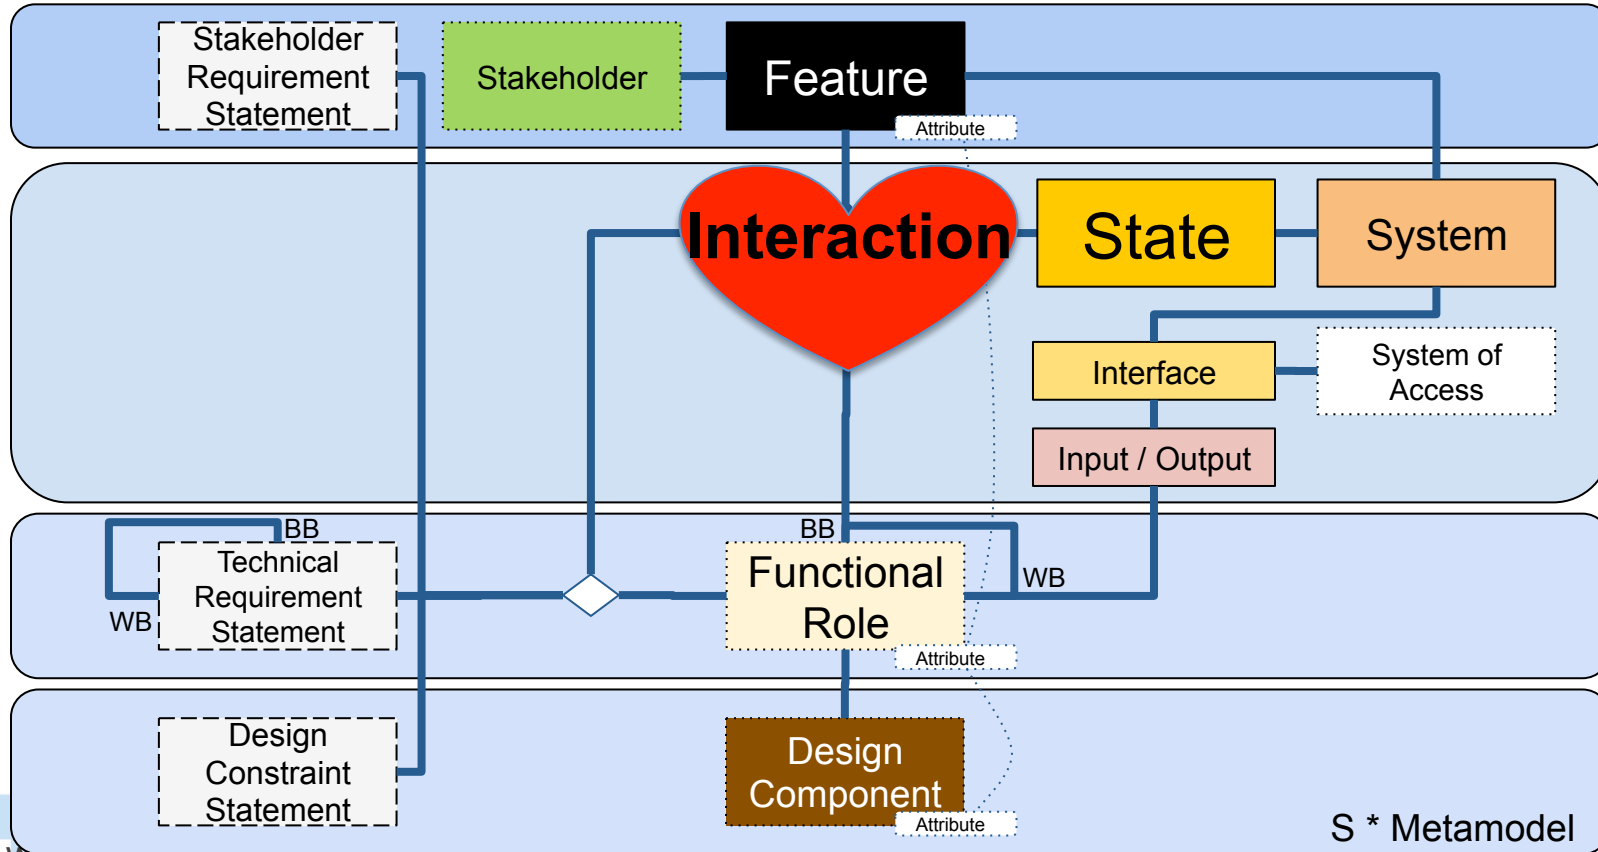 Stakeholder
Requirement
Statement
Stakeholder
Feature
Attribute
Interaction
State
System
Interface
System of
Access
Input / Output
BB
WB
Technical
Requirement
Statement
BB
WB
Functional
Role
Attribute
Design
Constraint
Statement
Design
Component
Attribute
S * Metamodel